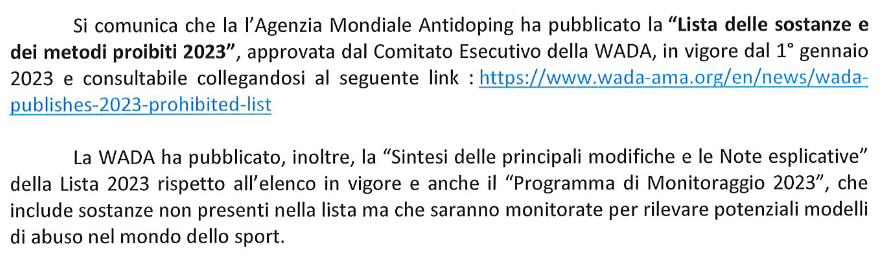 Si comunica che la l’Agenzia Mondiale Antidoping ha pubblicato la “Lista delle sostanze e
dei metodi proibiti 2023”, approvata dal Comitato Esecutivo della WADA, in vigore dal 1° gennaio
2023 e consultabile collegandosi al seguente link : https://www.wada-ama.org/en/news/wada-
publishes-2023-prohibited-list
La WADA ha pubblicato, inoltre, la “Sintesi delle principali modifiche e le Note esplicative”
della Lista 2023 rispetto all’elenco in vigore e anche il “Programma di Monitoraggio 2023”, che
include sostanze non presenti nella lista ma che saranno monitorate per rilevare potenziali modelli
di abuso nel mondo dello sport.